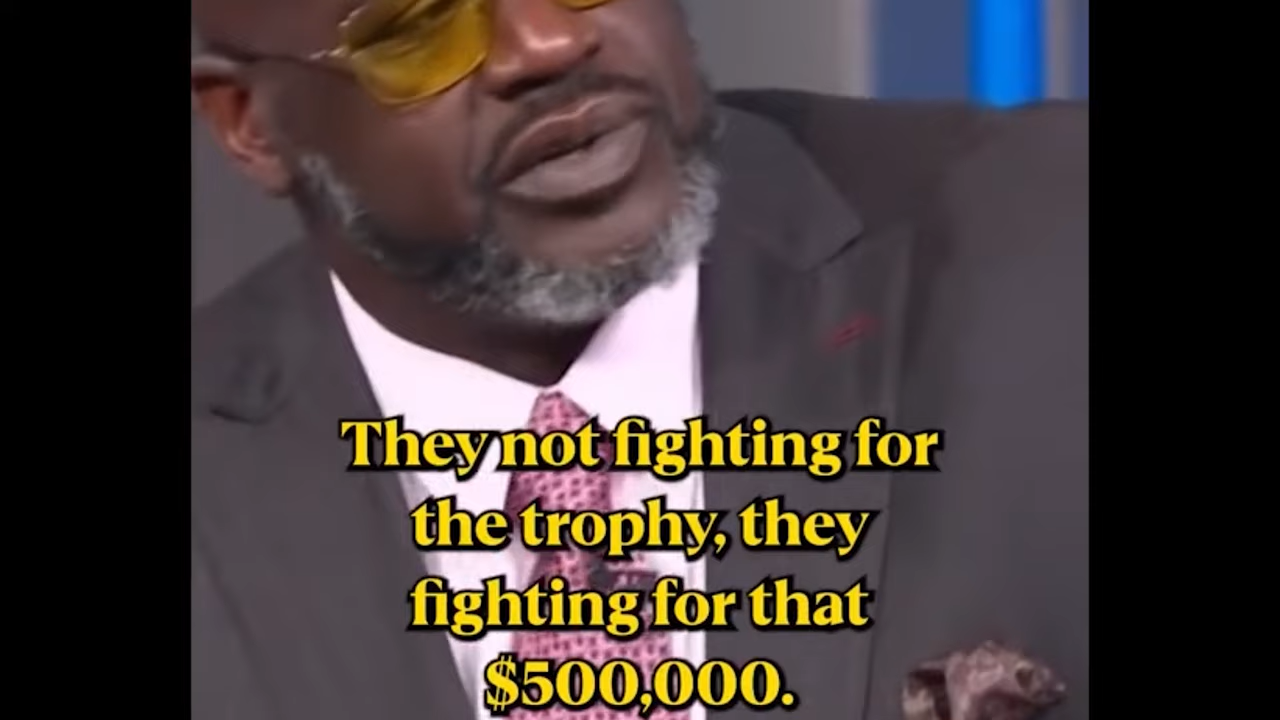 They not fighting for
the trophy, they
fighting for that
$500,000.